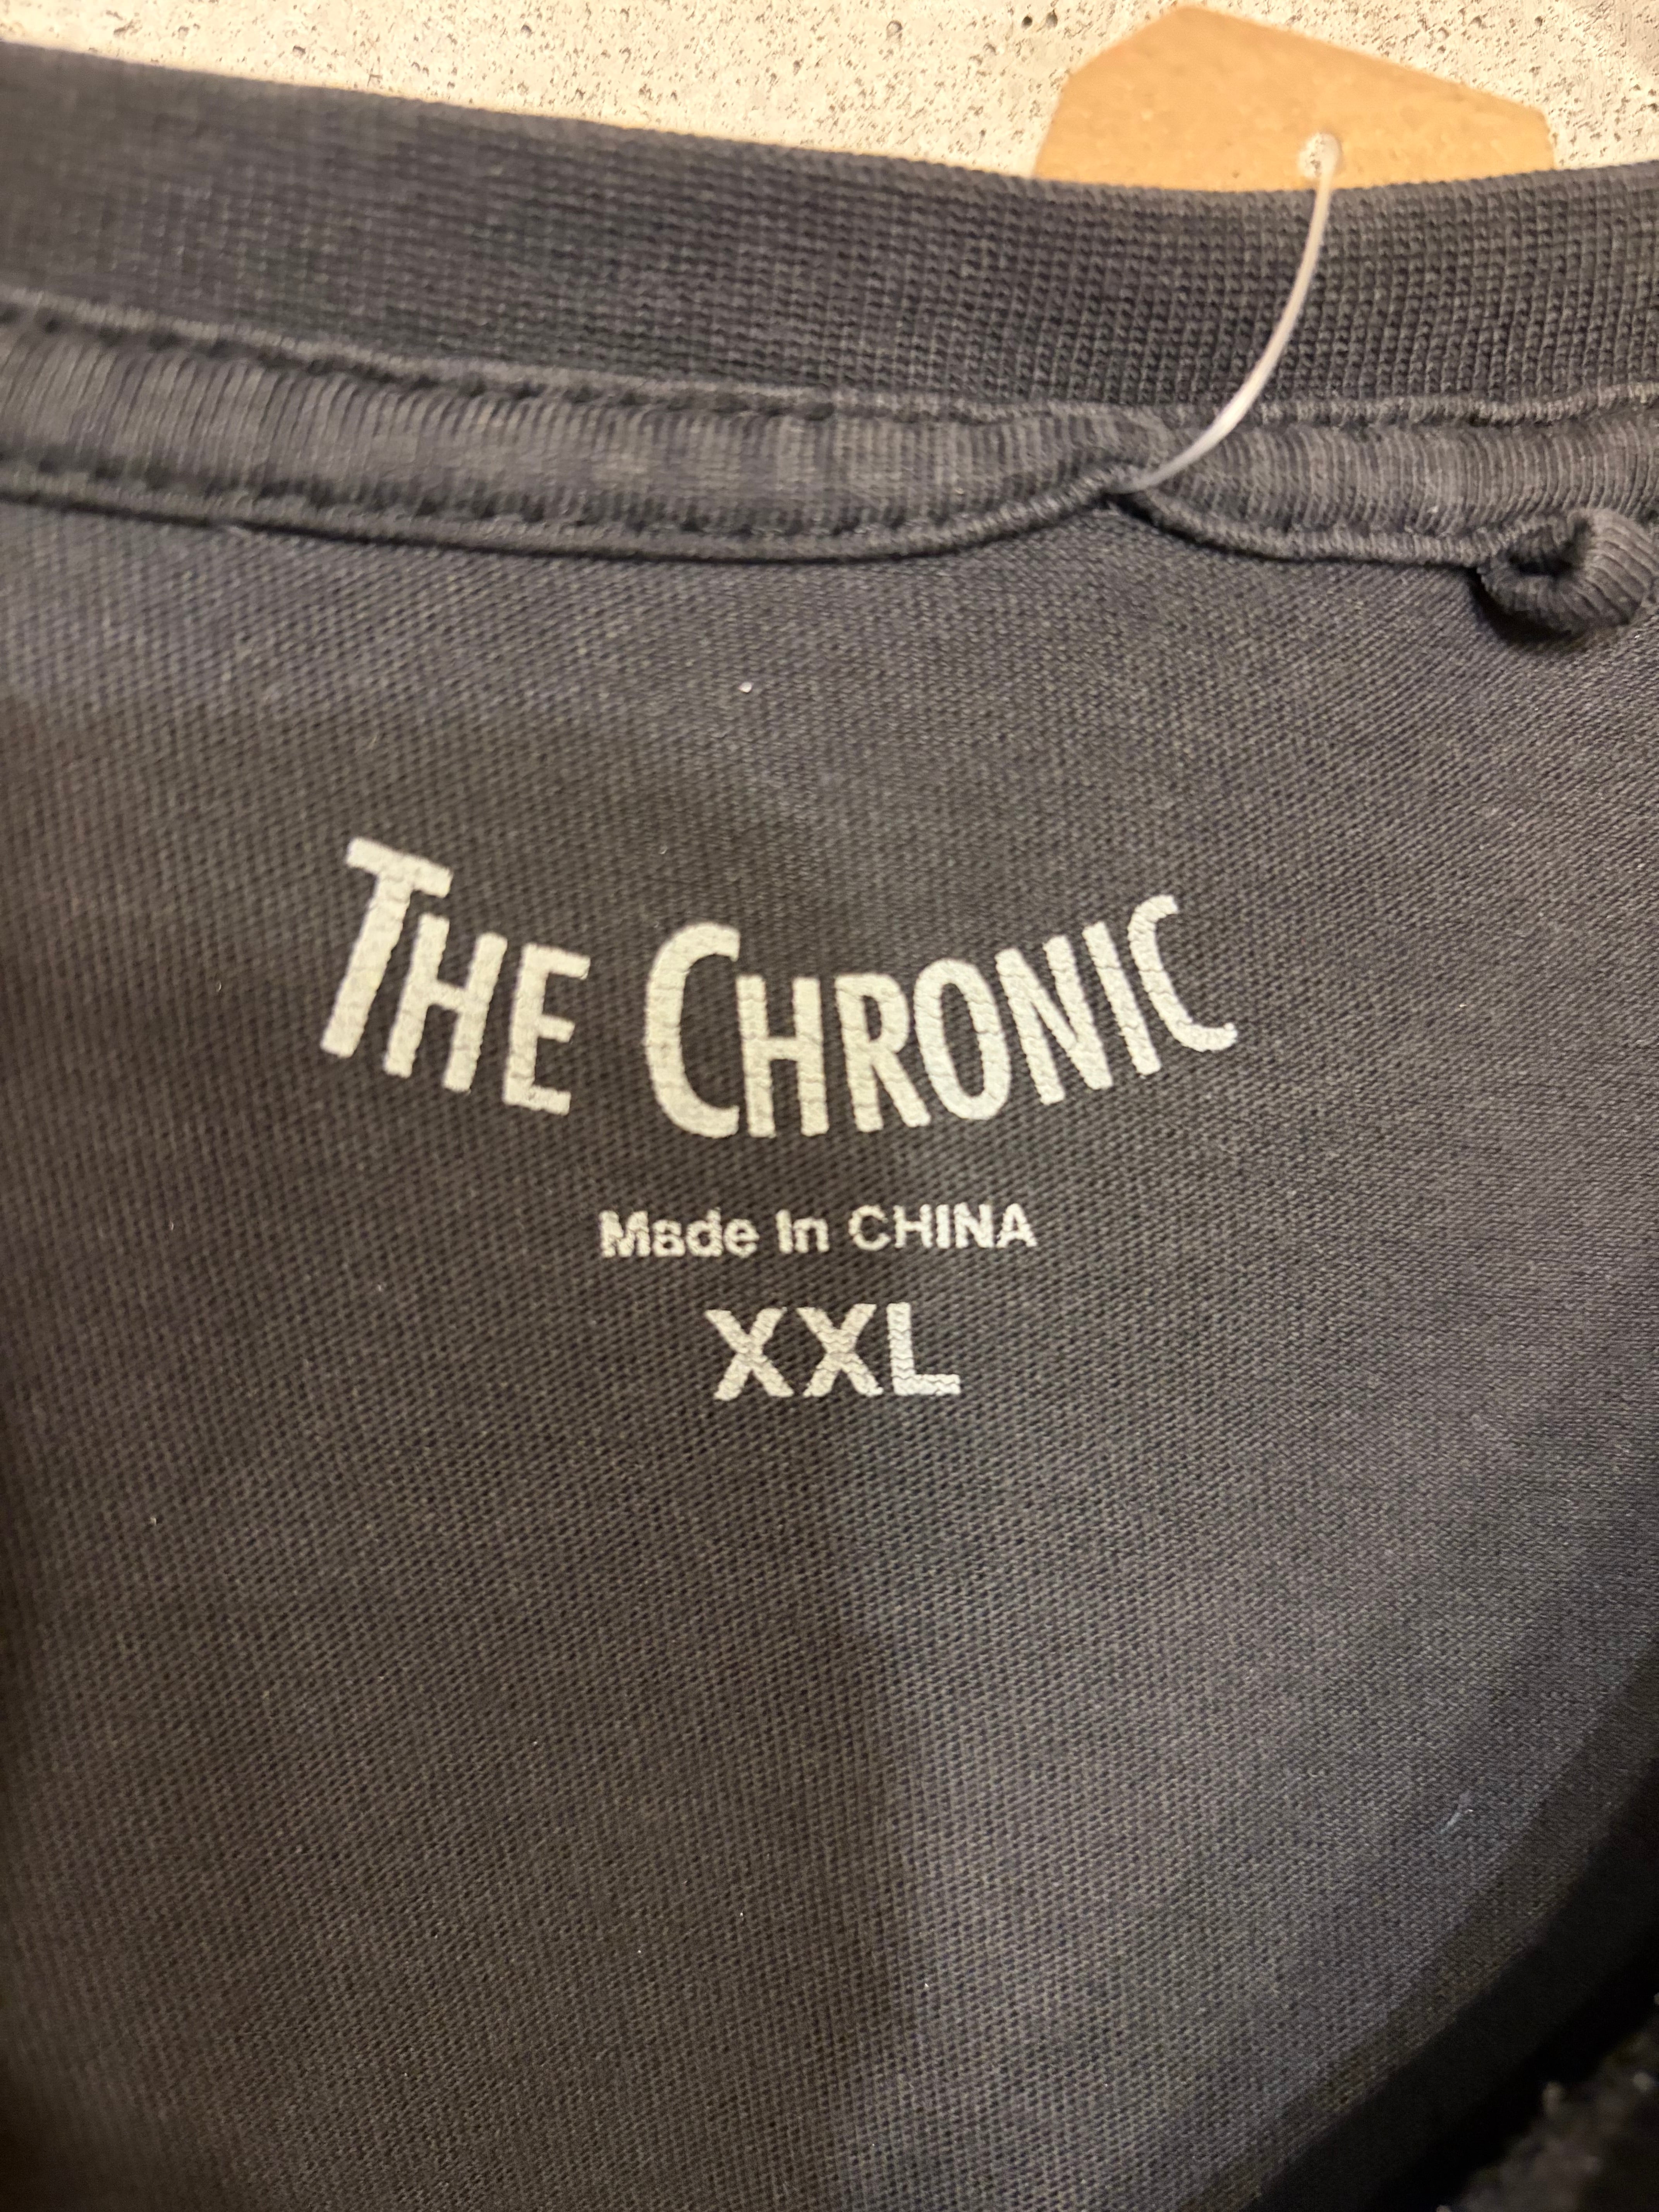 THE CHRONIC
Made In CHINA
XXL